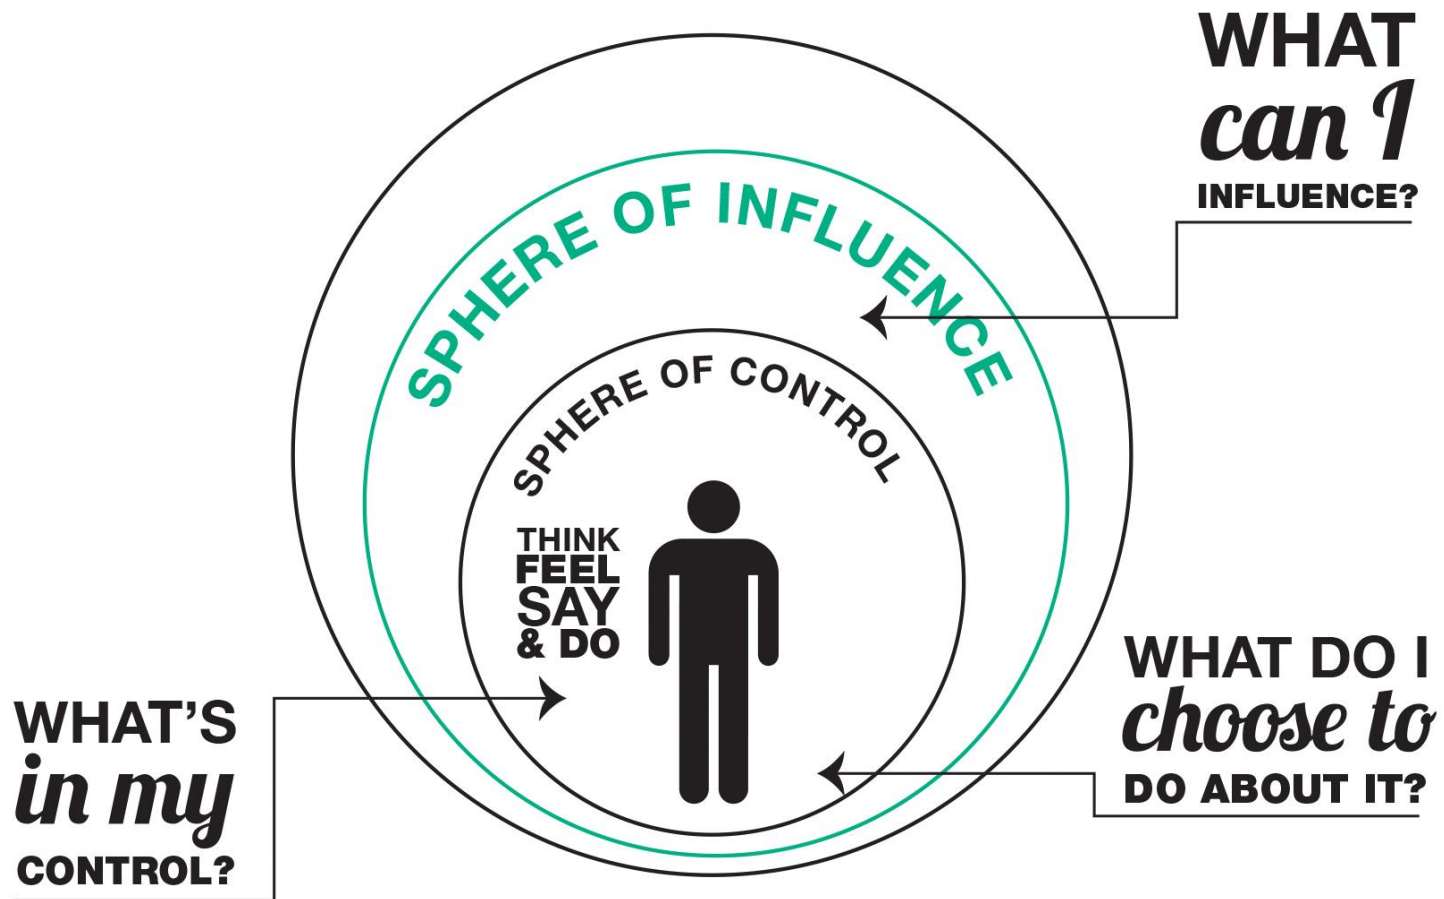 WHAT
can I
INFLUENCE?
SPHERE OF INFLUENCE
SPHERE OF CONTROL
THINK
FEEL
SAY
& DO
WHAT'S
in my
CONTROL?
WHAT DO I
choose to
DO ABOUT IT?